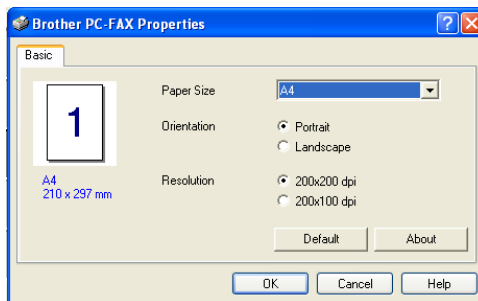 Brother PC-FAX Properties
Basic
1
A4
210 x 297 mm
Paper Size
A4
Orientation
Portrait
Landscape
Resolution
200x200 dpi
200x100 dpi
Default
About
OK
Cancel
Help